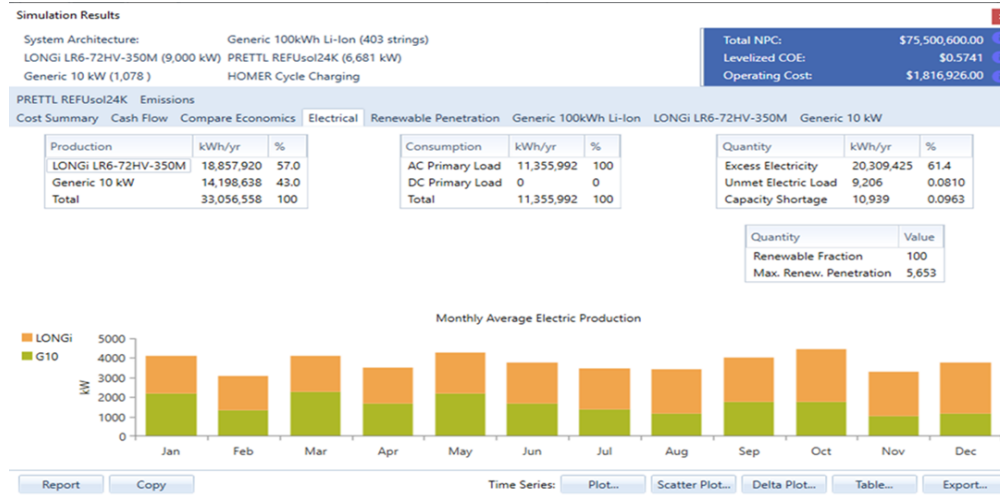 Simulation Results
System Architecture: Generic 100kWh Li-Ion (403 strings)
LONGi LR6-72HV-350M (9,000 kW) PRETTL REFUsol24K (6,681 kW)
Generic 10 kW (1,078 ) HOMER Cycle Charging
Total NPC: $75,500,600.00
Levelized COE: $0.5741
Operating Cost: $1,816,926.00
PRETTL REFUsol24K Emissions
Cost Summary Cash Flow Compare Economics Electrical Renewable Penetration Generic 100kWh Li-Ion LONGi LR6-72HV-350M Generic 10 kW
Production kWh/yr %
LONGi LR6-72HV-350M 18,857,920 57.0
Generic 10 kW 14,198,638 43.0
Total 33,056,558 100
Consumption kWh/yr %
AC Primary Load 11,355,992 100
DC Primary Load 0 0
Total 11,355,992 100
Quantity kWh/yr %
Excess Electricity 20,309,425 61.4
Unmet Electric Load 9,206 0.0810
Capacity Shortage 10,939 0.0963
Quantity Value
Renewable Fraction 100
Max. Renew. Penetration 5,653
Monthly Average Electric Production
LONGi
G10
kW
5000
4000
3000
2000
1000
0
Jan Feb Mar Apr May Jun Jul Aug Sep Oct Nov Dec
Report Copy Time Series: Plot... Scatter Plot... Delta Plot... Table... Export...